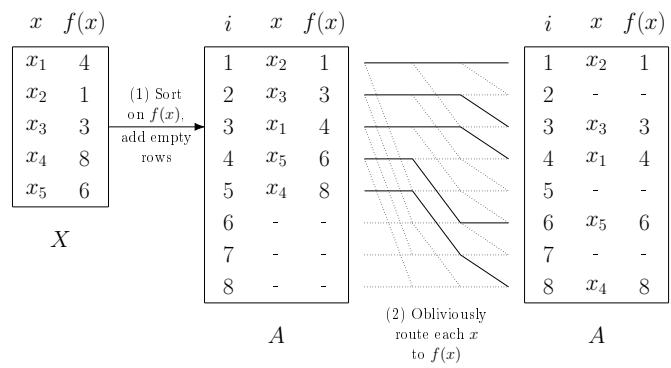 x f(x)
x1 4
x2 1
x3 3
x4 8
x5 6
X
(1) Sort
on f(x),
add empty
rows
i x f(x)
1 x2 1
2 x3 3
3 x1 4
4 x5 6
5 x4 8
6 - -
7 - -
8 - -
A
(2) Obliviously
route each x
to f(x)
i x f(x)
1 x2 1
2 - -
3 x3 3
4 x1 4
5 - -
6 x5 6
7 - -
8 x4 8
A